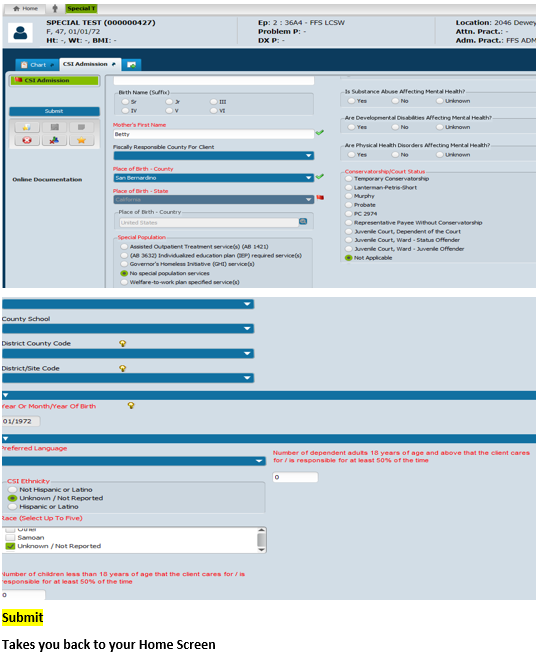 Home Special T
SPECIAL TEST (000000427)
F, 47, 01/01/72
Ht: -, Wt: -, BMI: -
Ep: 2 : 36A4 - FFS LCSW
Problem P: -
DX P: -
Location: 2046 Dewey
Attn. Pract.: -
Adm. Pract.: FFS ADM
Chart CSI Admission
CSI Admission
Submit
Online Documentation
Birth Name (Suffix)
Sr Jr III
IV V VI
Mother's First Name
Betty
Fiscally Responsible County For Client
Place of Birth - County
San Bernardino
Place of Birth - State
California
Place of Birth - Country
United States
Special Population
Assisted Outpatient Treatment service(s) (AB 1421)
(AB 3632) Individualized education plan (IEP) required service(s)
Governor's Homeless Initiative (GHI) service(s)
No special population services
Welfare-to-work plan specified service(s)
Is Substance Abuse Affecting Mental Health?
Yes No Unknown
Are Developmental Disabilities Affecting Mental Health?
Yes No Unknown
Are Physical Health Disorders Affecting Mental Health?
Yes No Unknown
Conservatorship/Court Status
Temporary Conservatorship
Lanterman-Petris-Short
Murphy
Probate
PC 2974
Representative Payee Without Conservatorship
Juvenile Court, Dependent of the Court
Juvenile Court, Ward - Status Offender
Juvenile Court, Ward - Juvenile Offender
Not Applicable
County School
District County Code
District/Site Code
Year Or Month/Year Of Birth
01/1972
Preferred Language
CSI Ethnicity
Not Hispanic or Latino
Unknown / Not Reported
Hispanic or Latino
Race (Select Up To Five)
Other
Samoan
Unknown / Not Reported
Number of children less than 18 years of age that the client cares for / is
responsible for at least 50% of the time
0
Number of dependent adults 18 years of age and above that the client cares
for / is responsible for at least 50% of the time
0
Submit
Takes you back to your Home Screen